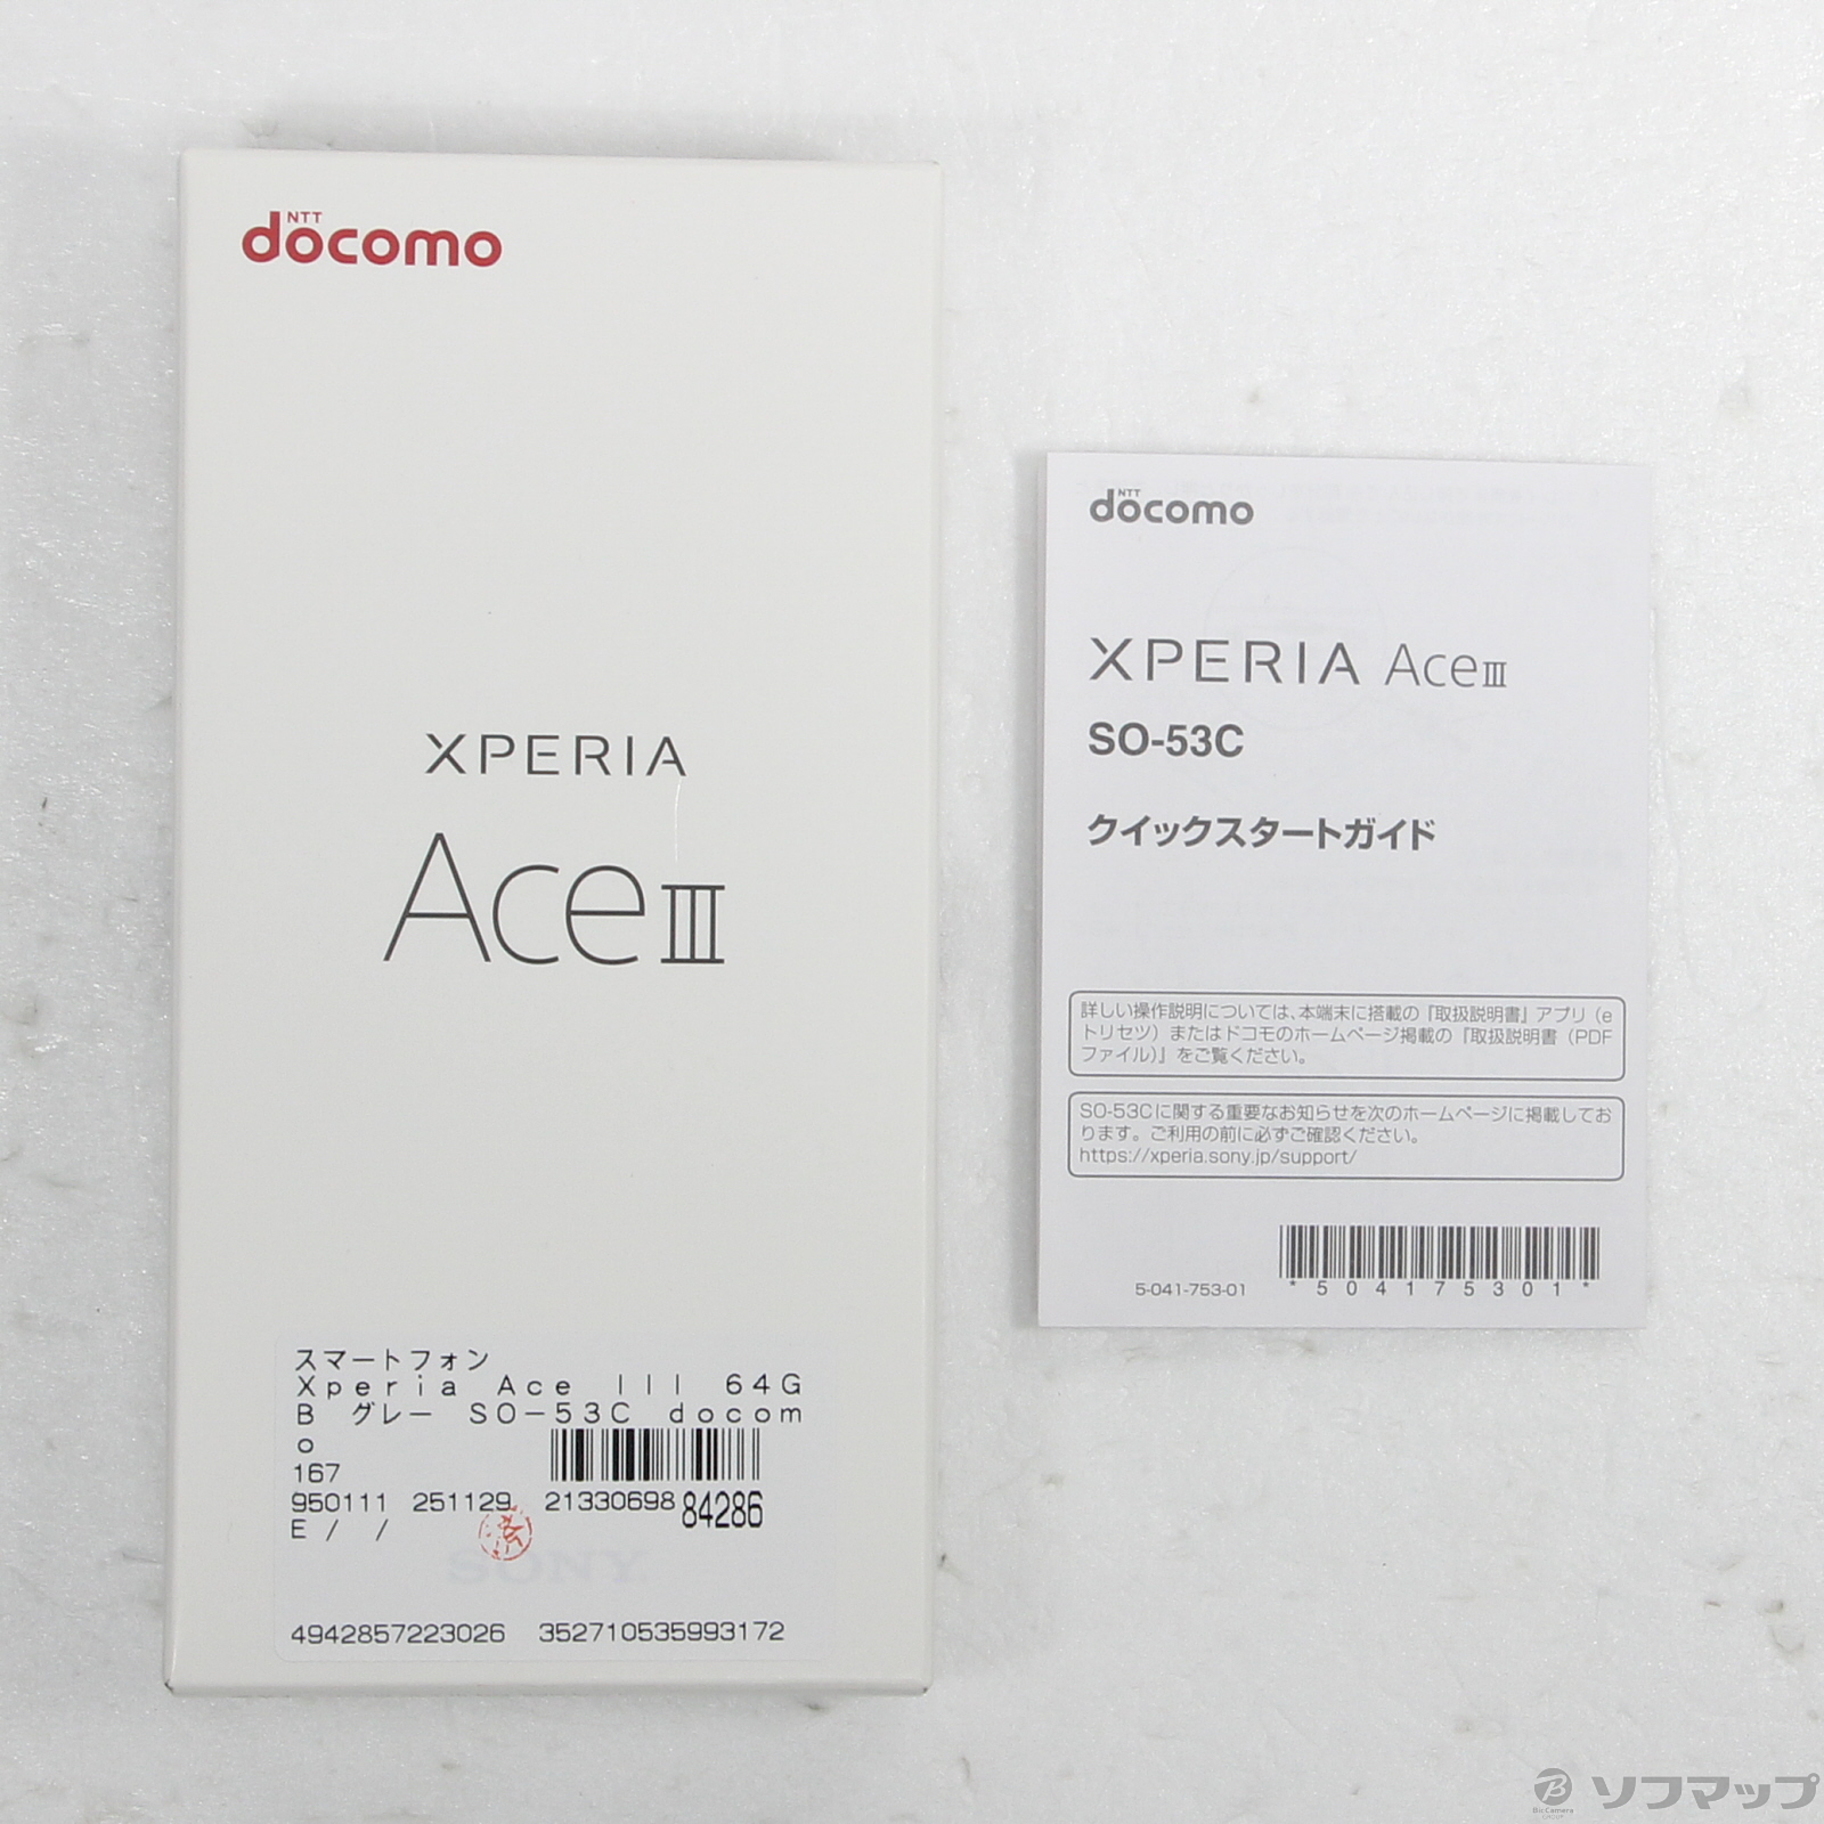 NTT
docomo
XPERIA
Ace III
スマートフォン
Xperia Ace III 64G
B グレー SO-53C docom
o
167
950111 251129 21330698 84286
E / /
済
SONY
4942857223026 352710535993172
NTT
docomo
XPERIA Ace III
SO-53C
クイックスタートガイド
詳しい操作説明については、本端末に搭載の『取扱説明書』アプリ(e
トリセツ)またはドコモのホームページ掲載の『取扱説明書(PDF
ファイル)』をご覧ください。
SO-53Cに関する重要なお知らせを次のホームページに掲載してお
ります。ご利用の前に必ずご確認ください。
https://xperia.sony.jp/support/
5-041-753-01
*504175301*
BicCamera
GROUP
ソフマップ